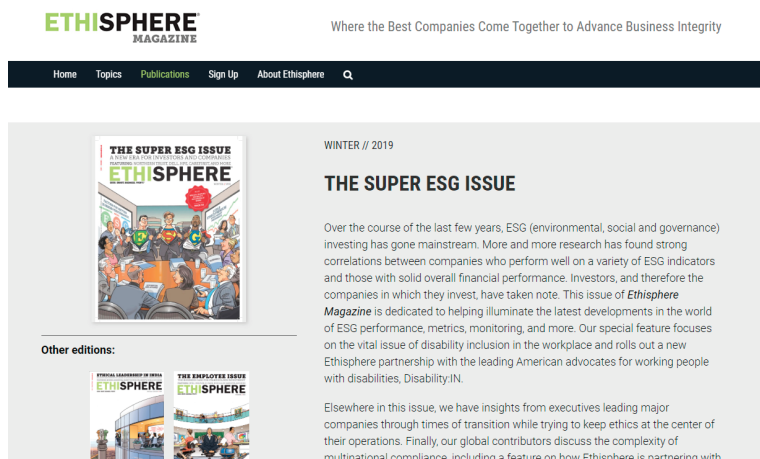 ETHISPHERE
MAGAZINE
Where the Best Companies Come Together to Advance Business Integrity
Home Topics Publications Sign Up About Ethisphere
THE SUPER ESG ISSUE
A NEW ERA FOR INVESTORS AND COMPANIES
ETHISPHERE
E S G
WINTER // 2019
THE SUPER ESG ISSUE
Over the course of the last few years, ESG (environmental, social and governance)
investing has gone mainstream. More and more research has found strong
correlations between companies who perform well on a variety of ESG indicators
and those with solid overall financial performance. Investors, and therefore the
companies in which they invest, have taken note. This issue of Ethisphere
Magazine is dedicated to helping illuminate the latest developments in the world
of ESG performance, metrics, monitoring, and more. Our special feature focuses
on the vital issue of disability inclusion in the workplace and rolls out a new
Ethisphere partnership with the leading American advocates for working people
with disabilities, Disability:IN.
Elsewhere in this issue, we have insights from executives leading major
companies through times of transition while trying to keep ethics at the center of
their operations. Finally, our global contributors discuss the complexity of
multinational compliance, including a feature on how Ethisphere is partnering with
Other editions:
ETHICAL LEADERSHIP IN INDIA
ETHISPHERE
THE EMPLOYEE ISSUE
ETHISPHERE